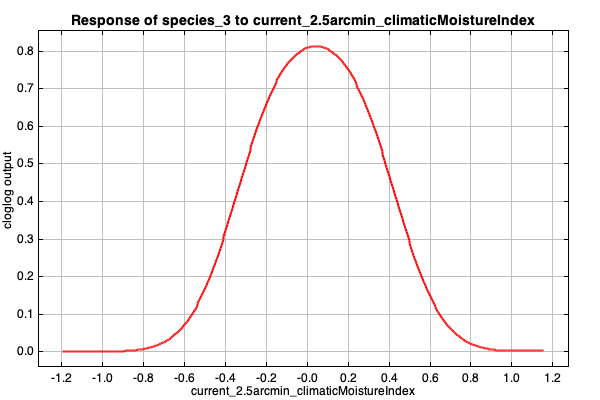 Response of species_3 to current_2.5arcmin_climaticMoistureIndex
cloglog output
0.8
0.7
0.6
0.5
0.4
0.3
0.2
0.1
0.0
-1.2 -1.0 -0.8 -0.6 -0.4 -0.2 -0.0 0.2 0.4 0.6 0.8 1.0 1.2
current_2.5arcmin_climaticMoistureIndex